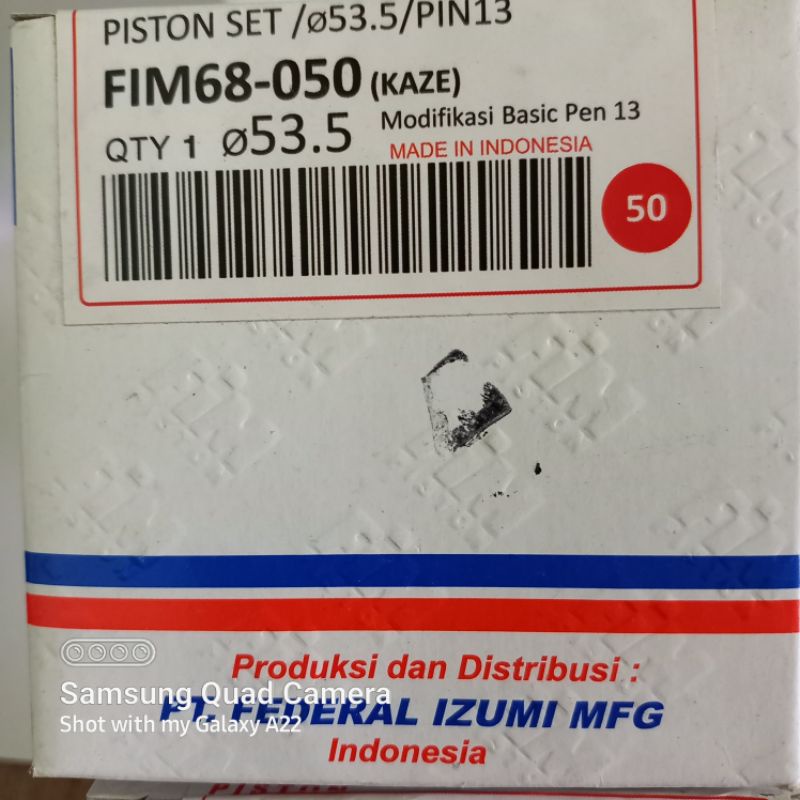 PISTON SET /ø53.5/PIN13
FIM68-050 (KAZE)
QTY 1 ø53.5 Modifikasi Basic Pen 13
MADE IN INDONESIA
50
Produksi dan Distribusi :
PT. FEDERAL IZUMI MFG
Indonesia
Samsung Quad Camera
Shot with my Galaxy A22
PISTON